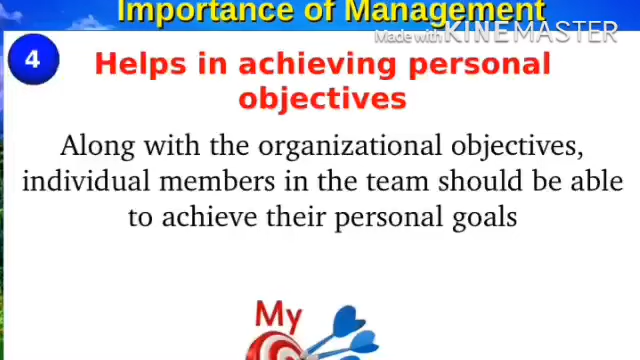 Importance of Management
Made with KINEMASTER
4
Helps in achieving personal
objectives
Along with the organizational objectives,
individual members in the team should be able
to achieve their personal goals
My